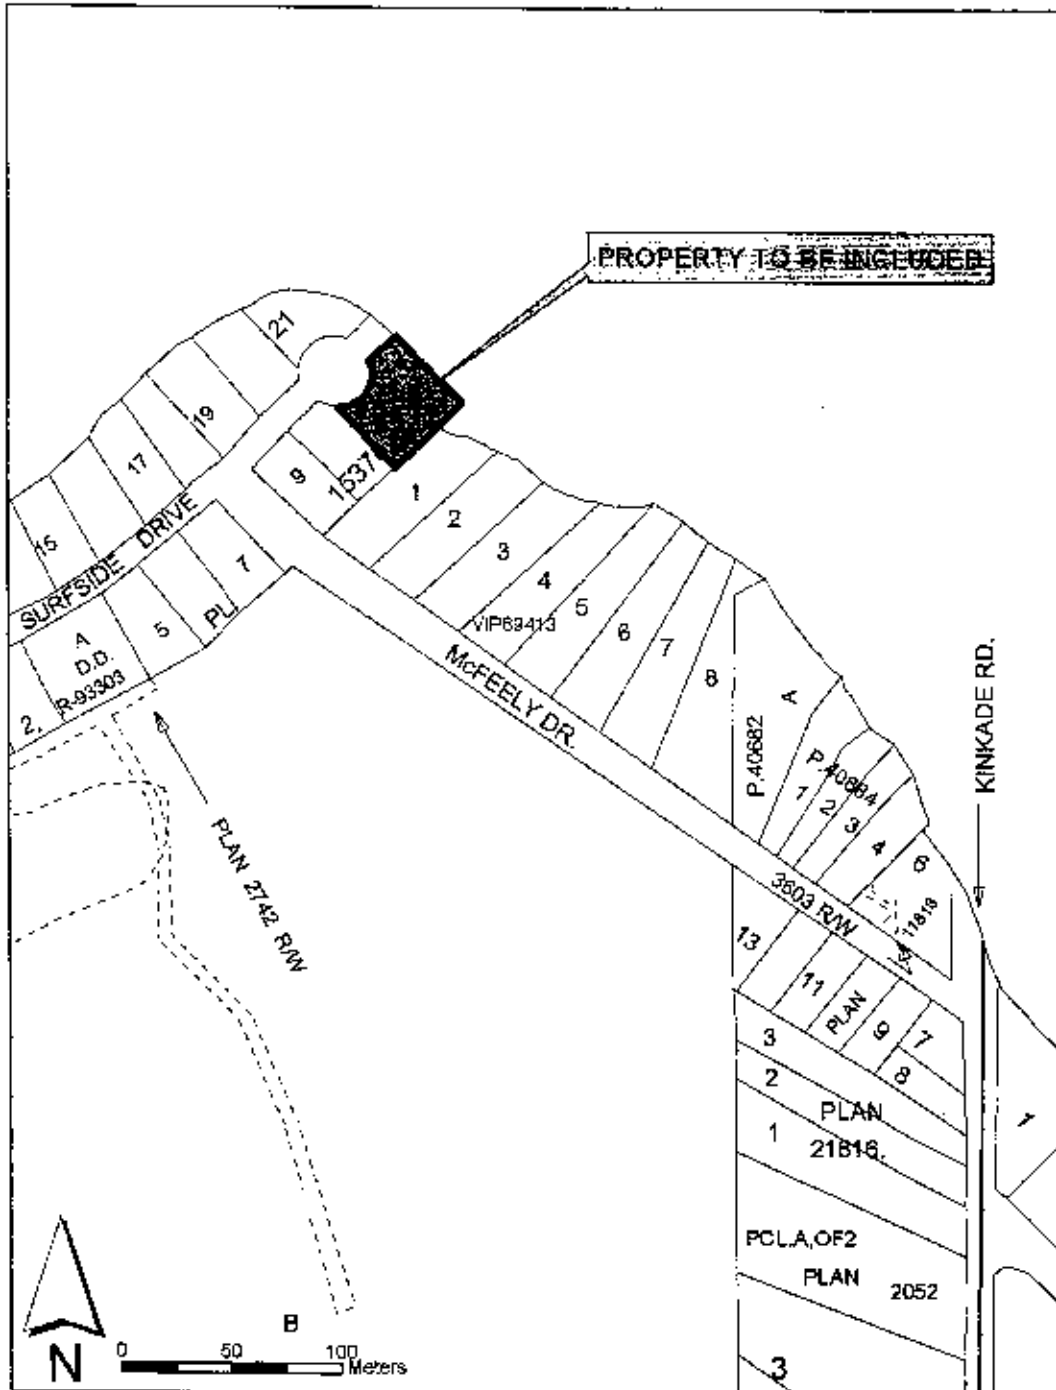 PROPERTY TO BE INCLUDED
21
19
17
15
SURFSIDE DRIVE
9
1537
7
5
PL
A
D.D.
R-93303
2.
1
2
3
4
5
6
7
8
VIP69413
McFEELY DR.
A
P.40682
P.40684
1
2
3
4
6
11818
KINKADE RD.
3603 R/W
PLAN 2742 R/W
13
11
PLAN
9
7
8
3
2
1
PLAN
21816.
1
PCL.A,OF2
PLAN 2052
3
B
N
0 50 100
Meters